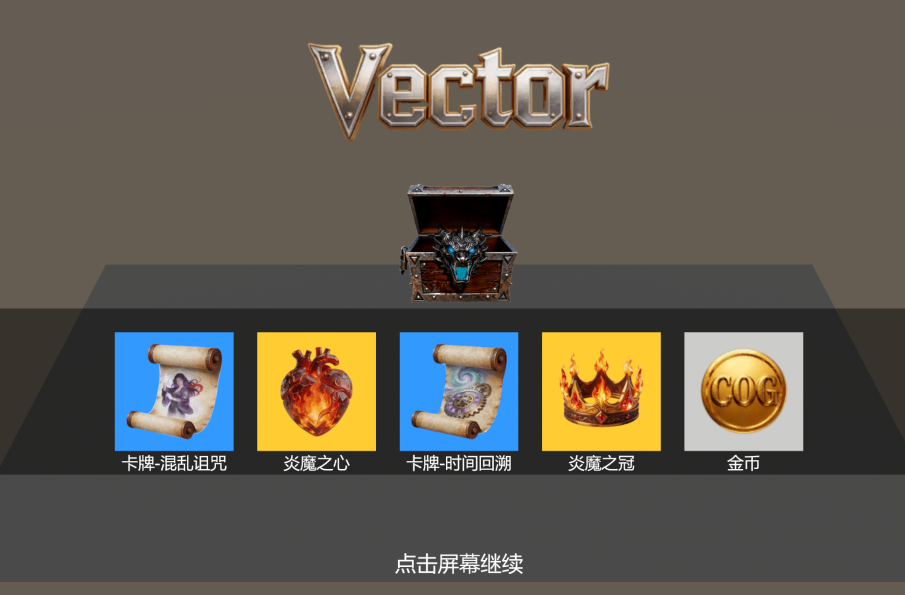 Vector
COG
卡牌-混乱诅咒
炎魔之心
卡牌-时间回溯
炎魔之冠
金币
点击屏幕继续